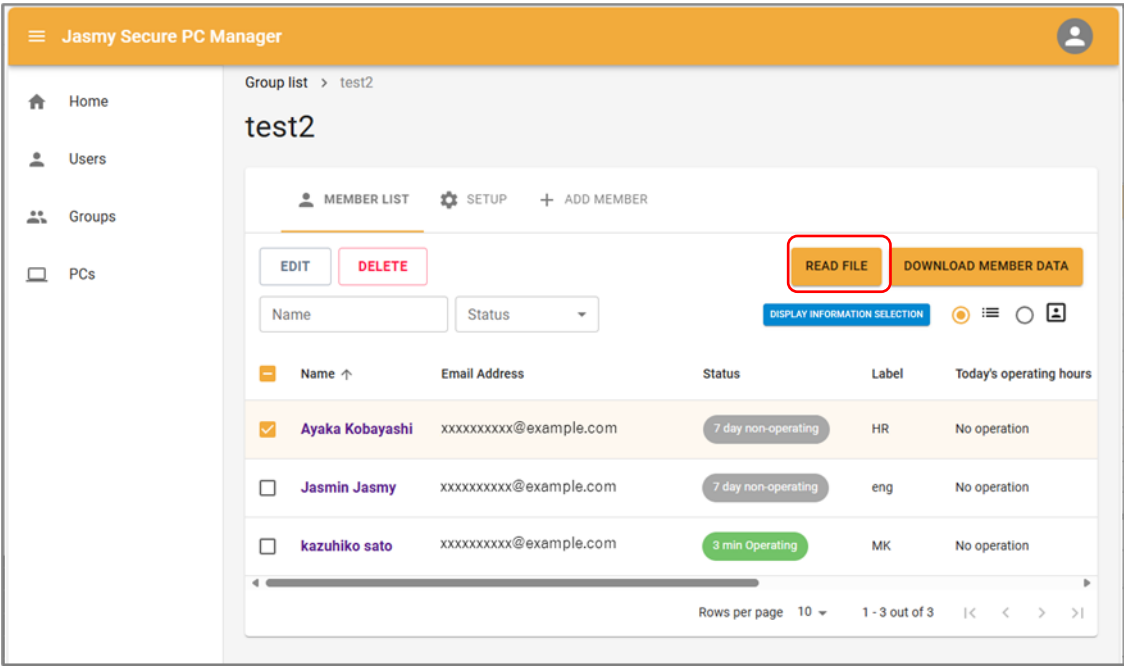 Jasmy Secure PC Manager
Home
Users
Groups
PCs
Group list > test2
test2
MEMBER LIST SETUP + ADD MEMBER
EDIT DELETE READ FILE DOWNLOAD MEMBER DATA
Name Status DISPLAY INFORMATION SELECTION
Name ↑ Email Address Status Label Today's operating hours
Ayaka Kobayashi xxxxxxxxxx@example.com 7 day non-operating HR No operation
Jasmin Jasmy xxxxxxxxxx@example.com 7 day non-operating eng No operation
kazuhiko sato xxxxxxxxxx@example.com 3 min Operating MK No operation
Rows per page 10 1 - 3 out of 3 |< < > >|